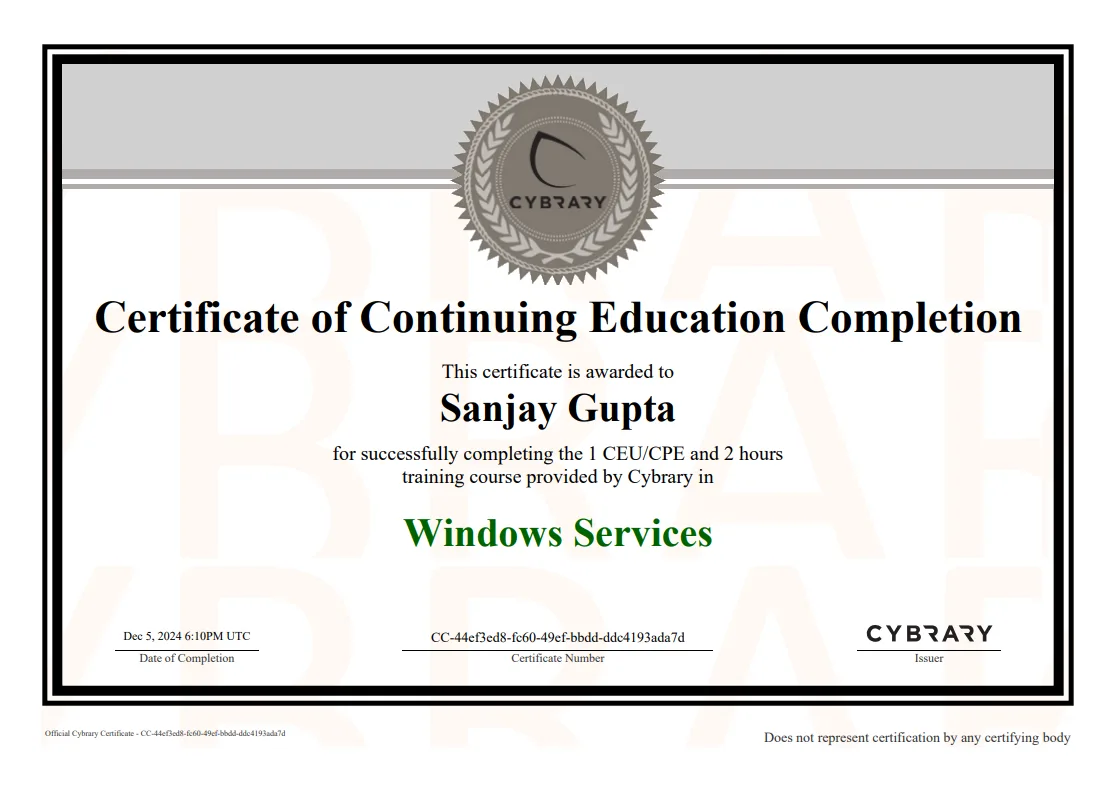 CYBRARY
Certificate of Continuing Education Completion
This certificate is awarded to
Sanjay Gupta
for successfully completing the 1 CEU/CPE and 2 hours
training course provided by Cybrary in
Windows Services
Dec 5, 2024 6:10PM UTC
Date of Completion
CC-44ef3ed8-fc60-49ef-bbdd-ddc4193ada7d
Certificate Number
CYBRARY
Issuer
Official Cybrary Certificate - CC-44ef3ed8-fc60-49ef-bbdd-ddc4193ada7d
Does not represent certification by any certifying body